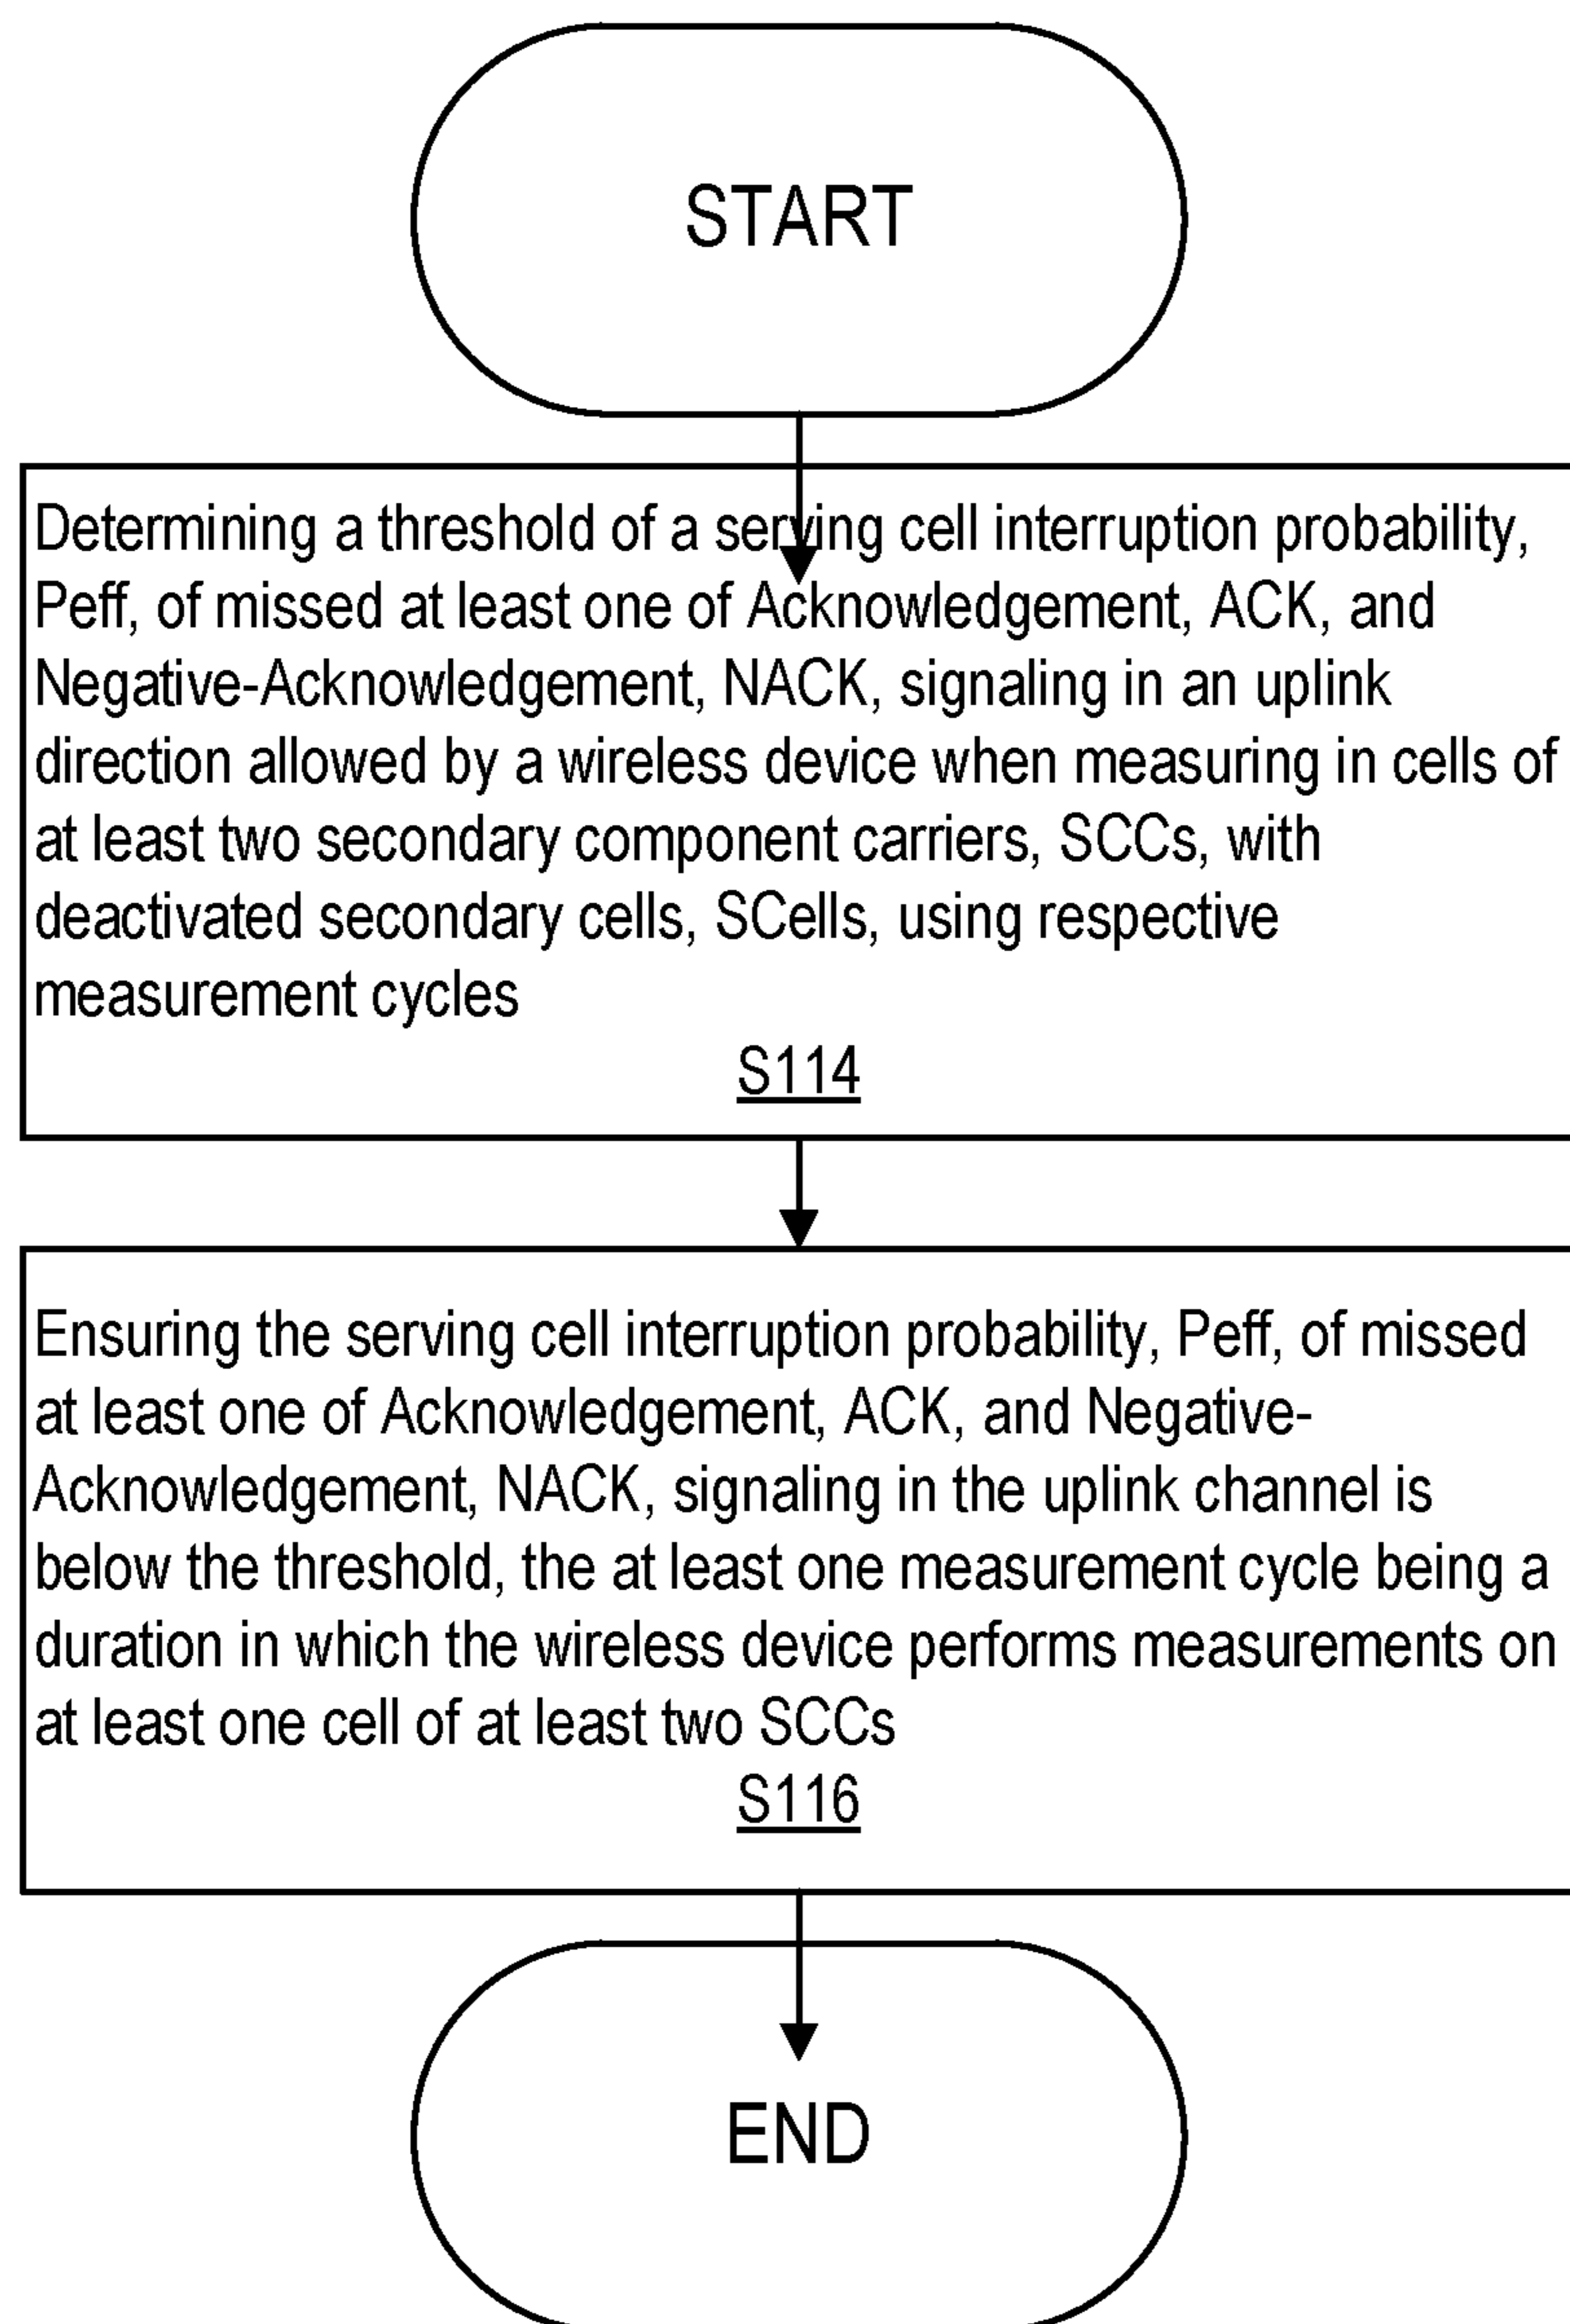 START
Determining a threshold of a serving cell interruption probability,
Peff, of missed at least one of Acknowledgement, ACK, and
Negative-Acknowledgement, NACK, signaling in an uplink
direction allowed by a wireless device when measuring in cells of
at least two secondary component carriers, SCCs, with
deactivated secondary cells, SCells, using respective
measurement cycles
S114
Ensuring the serving cell interruption probability, Peff, of missed
at least one of Acknowledgement, ACK, and Negative-
Acknowledgement, NACK, signaling in the uplink channel is
below the threshold, the at least one measurement cycle being a
duration in which the wireless device performs measurements on
at least one cell of at least two SCCs
S116
END